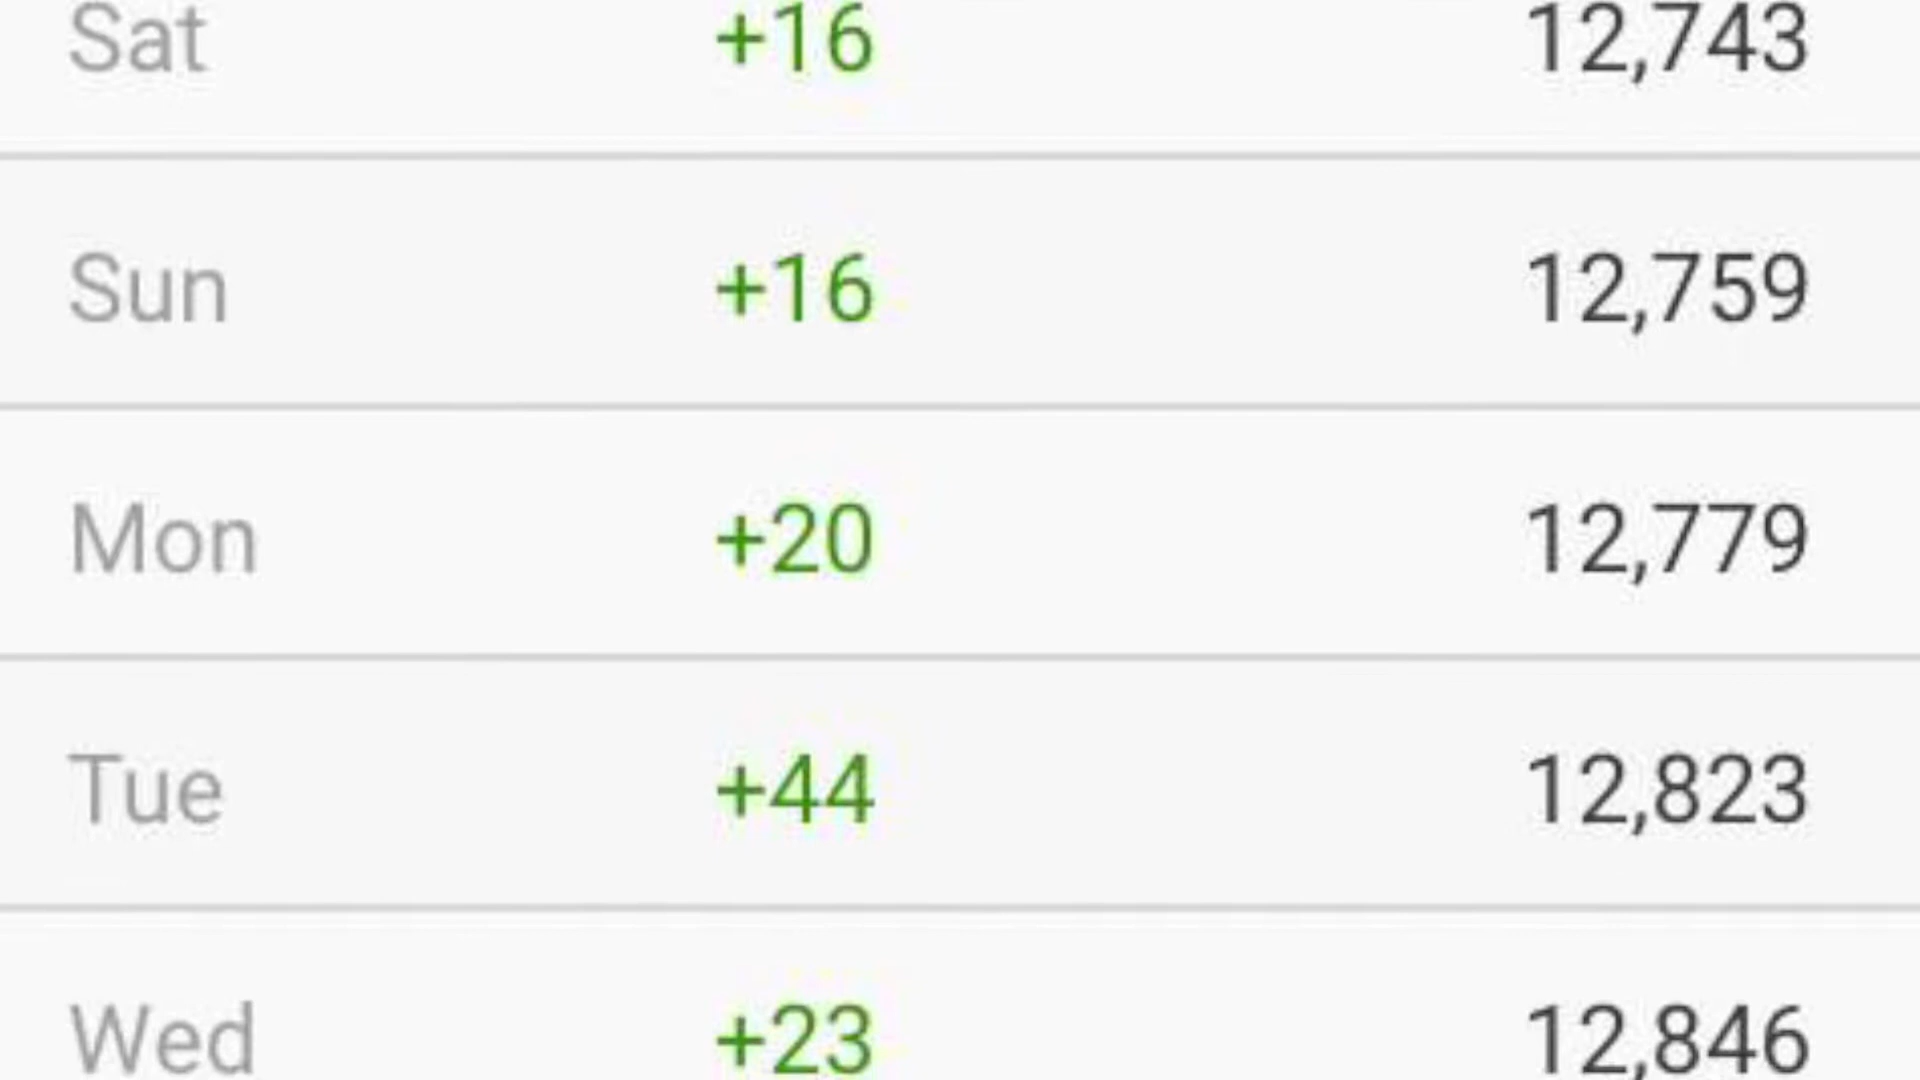 Sat +16 12,743
Sun +16 12,759
Mon +20 12,779
Tue +44 12,823
Wed +23 12,846